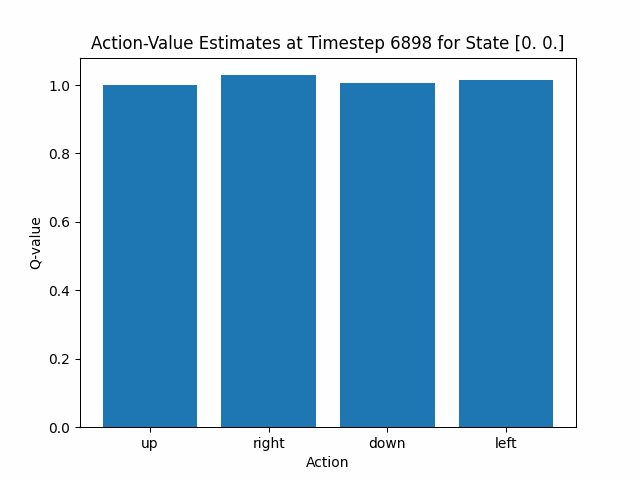 Action-Value Estimates at Timestep 6898 for State [0. 0.]
1.0
0.8
0.6
0.4
0.2
0.0
Q-value
up right down left
Action